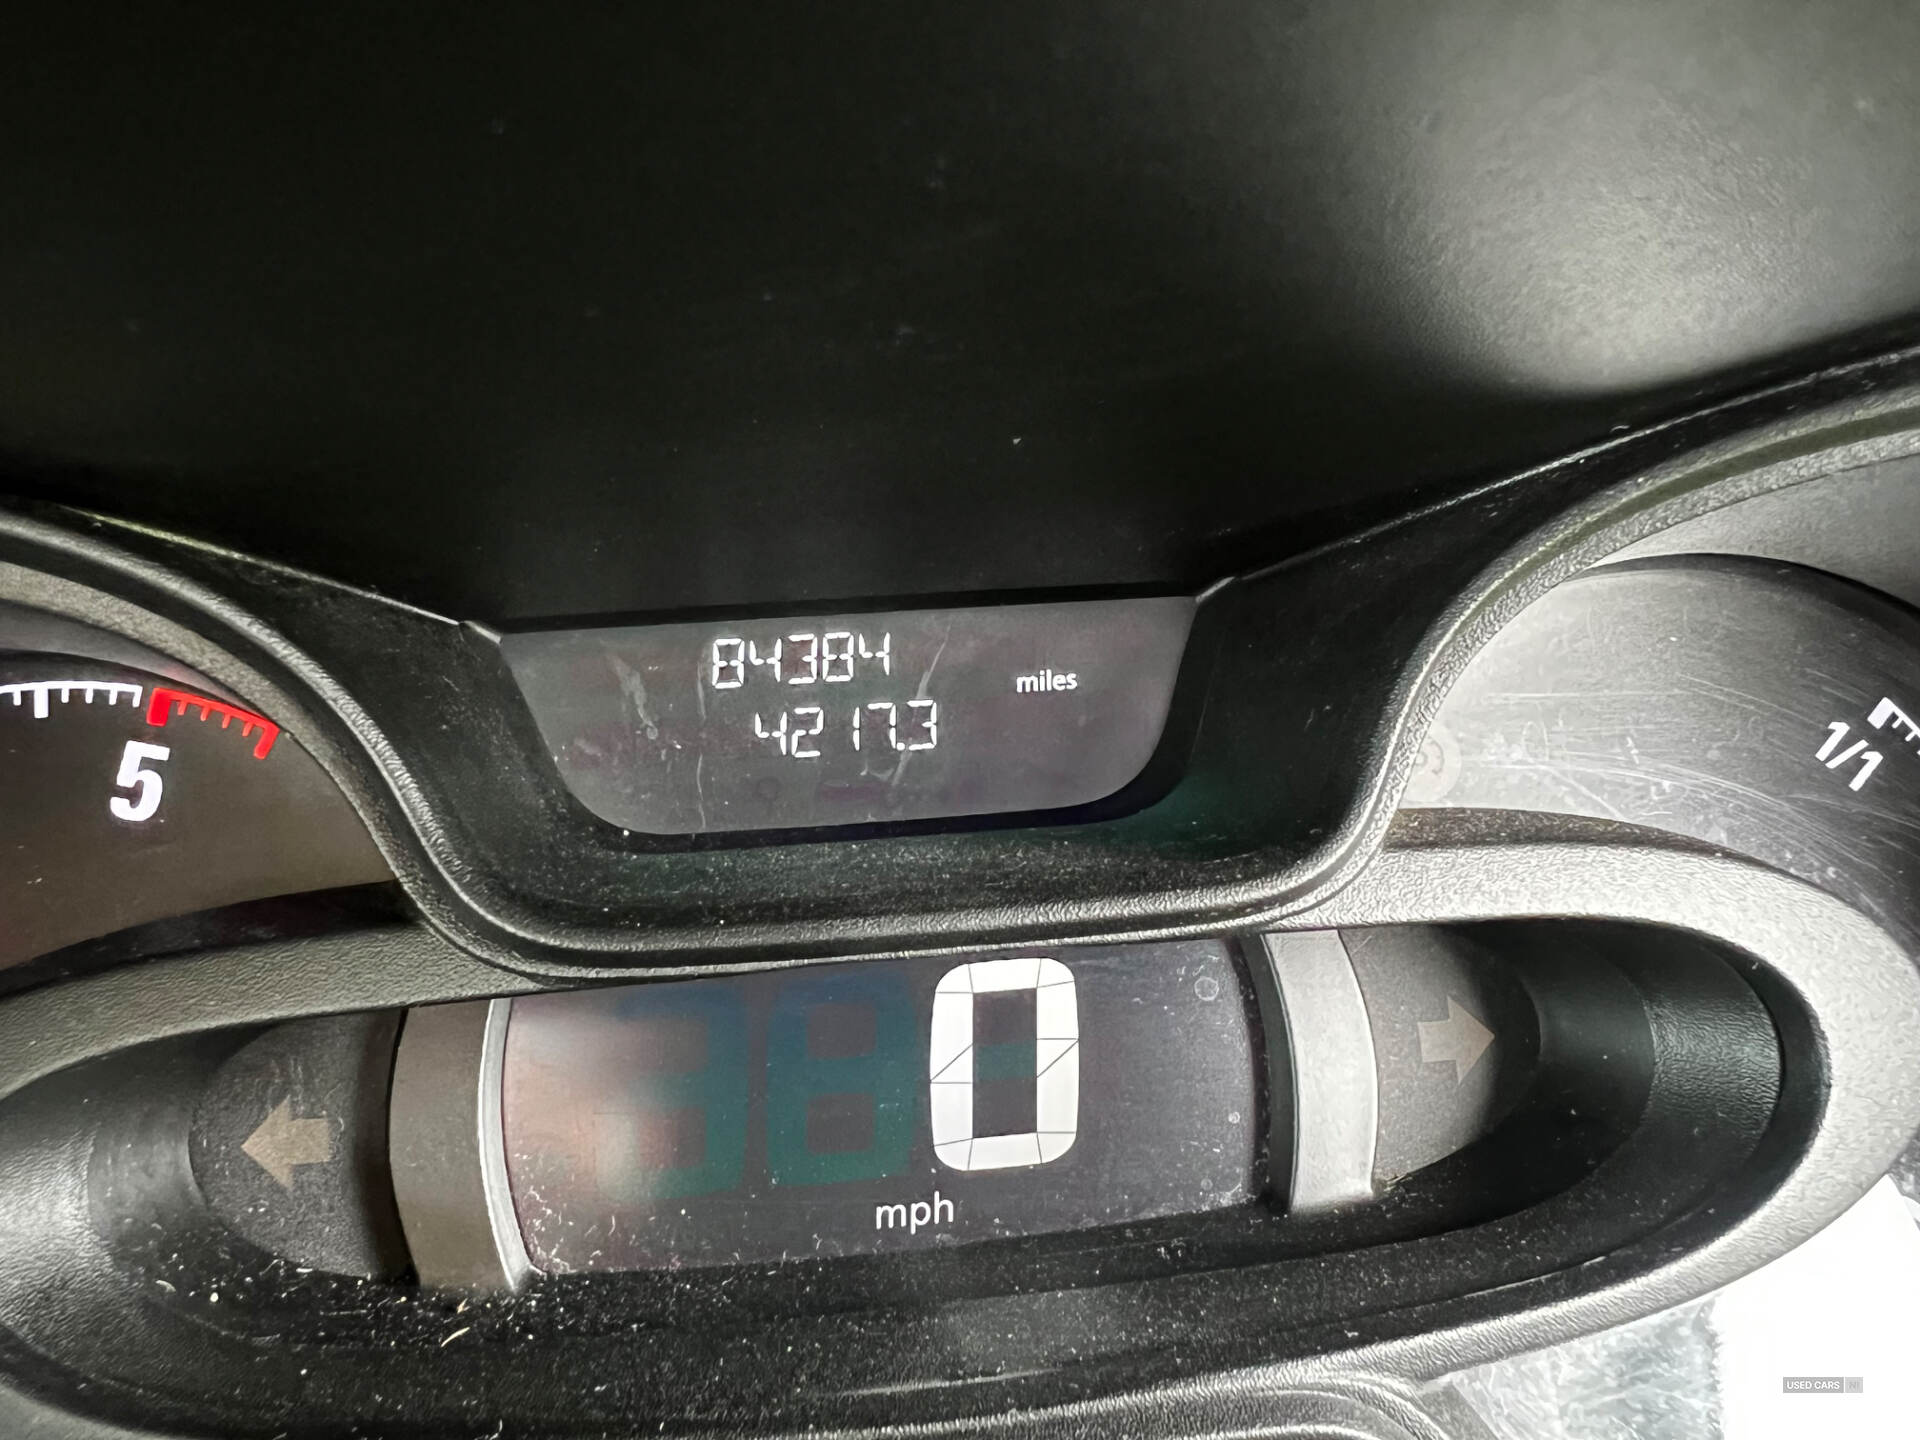 84384
miles
4217.3
5
1/1
0
mph
USED CARS NI